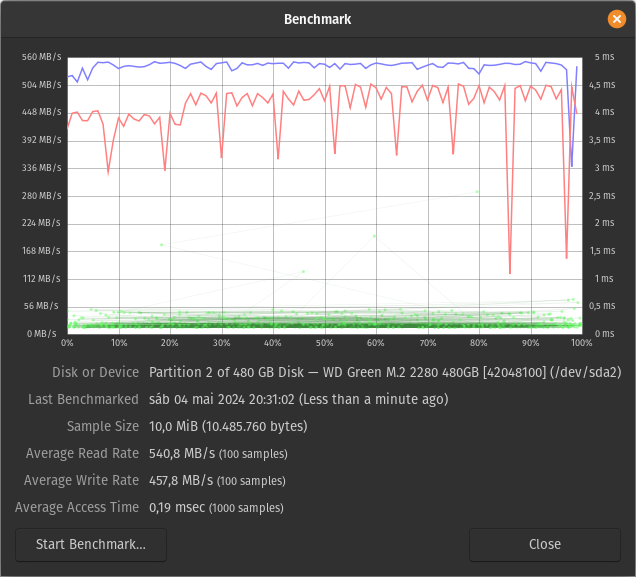 Benchmark
560 MB/s 5 ms
504 MB/s 4,5 ms
448 MB/s 4 ms
392 MB/s 3,5 ms
336 MB/s 3 ms
280 MB/s 2,5 ms
224 MB/s 2 ms
168 MB/s 1,5 ms
112 MB/s 1 ms
56 MB/s 0,5 ms
0 MB/s 0 ms
0% 10% 20% 30% 40% 50% 60% 70% 80% 90% 100%
Disk or Device Partition 2 of 480 GB Disk — WD Green M.2 2280 480GB [42048100] (/dev/sda2)
Last Benchmarked sáb 04 mai 2024 20:31:02 (Less than a minute ago)
Sample Size 10,0 MiB (10.485.760 bytes)
Average Read Rate 540,8 MB/s (100 samples)
Average Write Rate 457,8 MB/s (100 samples)
Average Access Time 0,19 msec (1000 samples)
Start Benchmark... Close